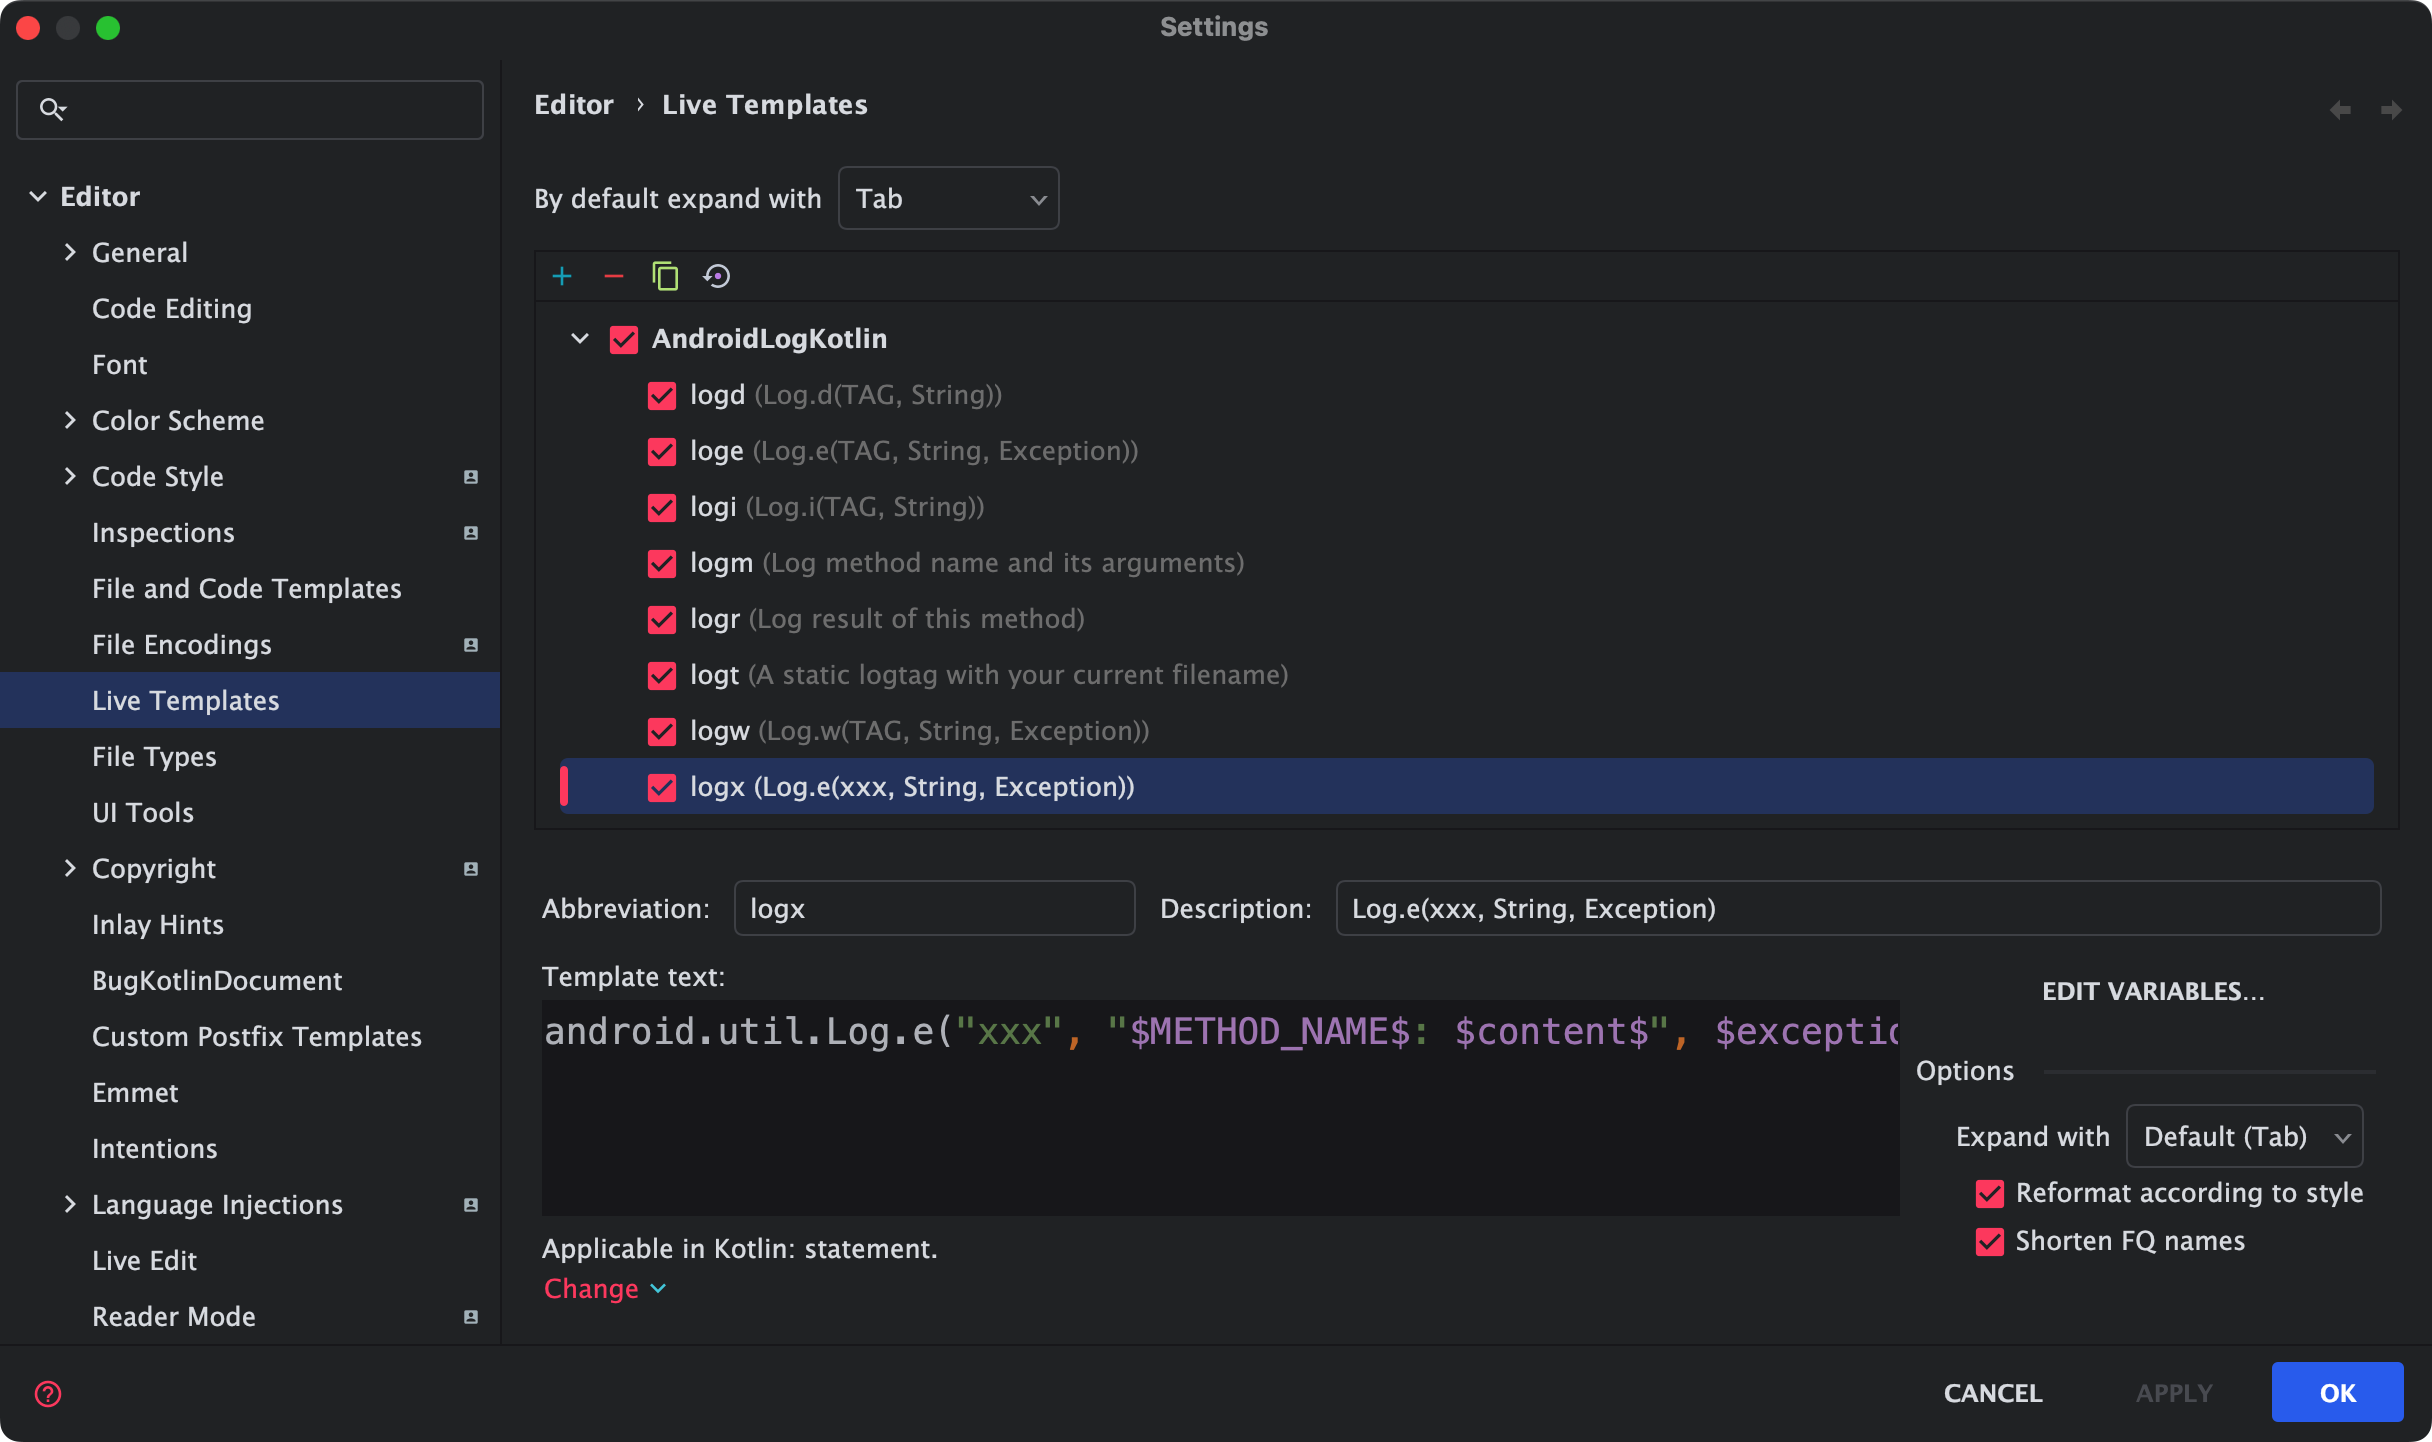 Settings
Editor
General
Code Editing
Font
Color Scheme
Code Style
Inspections
File and Code Templates
File Encodings
Live Templates
File Types
UI Tools
Copyright
Inlay Hints
BugKotlinDocument
Custom Postfix Templates
Emmet
Intentions
Language Injections
Live Edit
Reader Mode
Editor › Live Templates
By default expand with Tab
AndroidLogKotlin
logd (Log.d(TAG, String))
loge (Log.e(TAG, String, Exception))
logi (Log.i(TAG, String))
logm (Log method name and its arguments)
logr (Log result of this method)
logt (A static logtag with your current filename)
logw (Log.w(TAG, String, Exception))
logx (Log.e(xxx, String, Exception))
Abbreviation: logx Description: Log.e(xxx, String, Exception)
Template text:
android.util.Log.e("xxx", "$METHOD_NAME$: $content$", $exceptio
EDIT VARIABLES...
Options
Expand with Default (Tab)
Reformat according to style
Shorten FQ names
Applicable in Kotlin: statement.
Change
? CANCEL APPLY OK